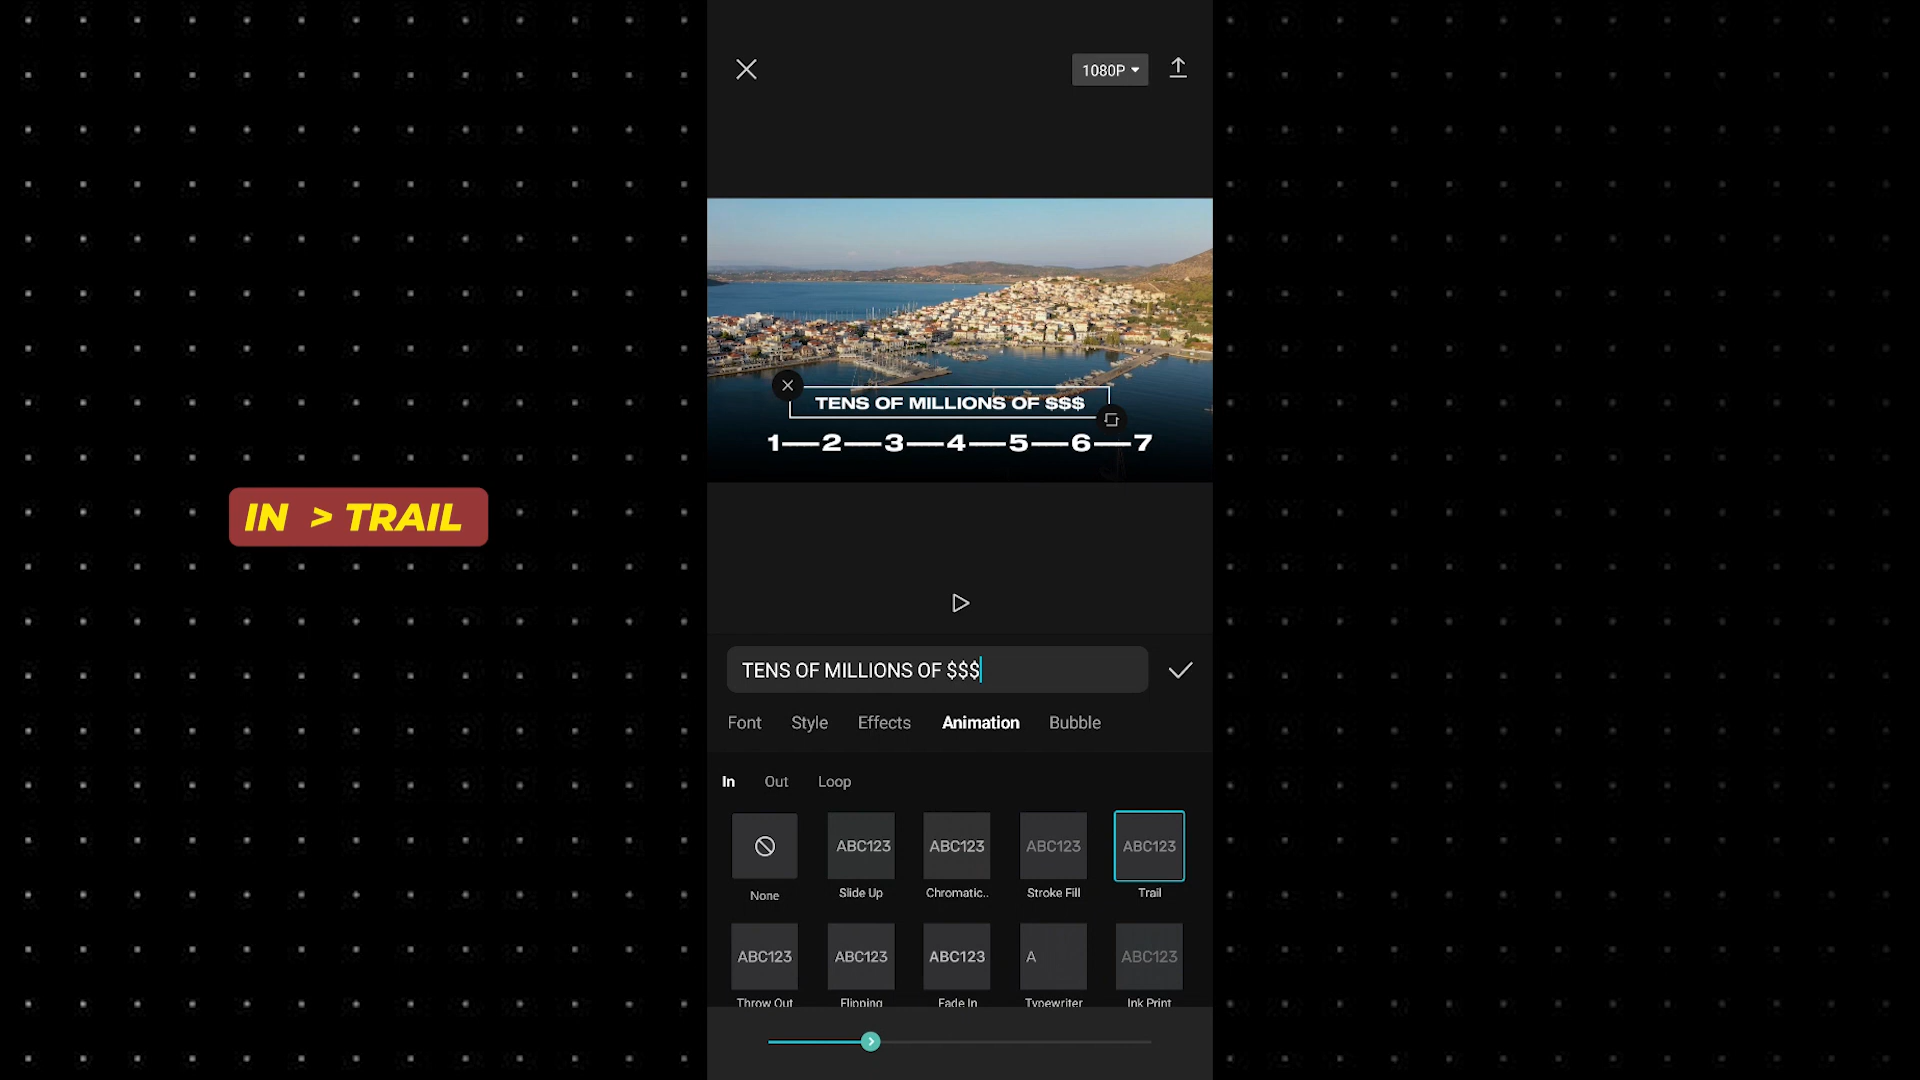 1080P
TENS OF MILLIONS OF $$$
1—2—3—4—5—6—7
IN > TRAIL
TENS OF MILLIONS OF $$$
Font Style Effects Animation Bubble
In Out Loop
ABC123 ABC123 ABC123 ABC123
None Slide Up Chromatic.. Stroke Fill Trail
ABC123 ABC123 ABC123 A ABC123
Throw Out Flipping Fade In Typewriter Ink Print